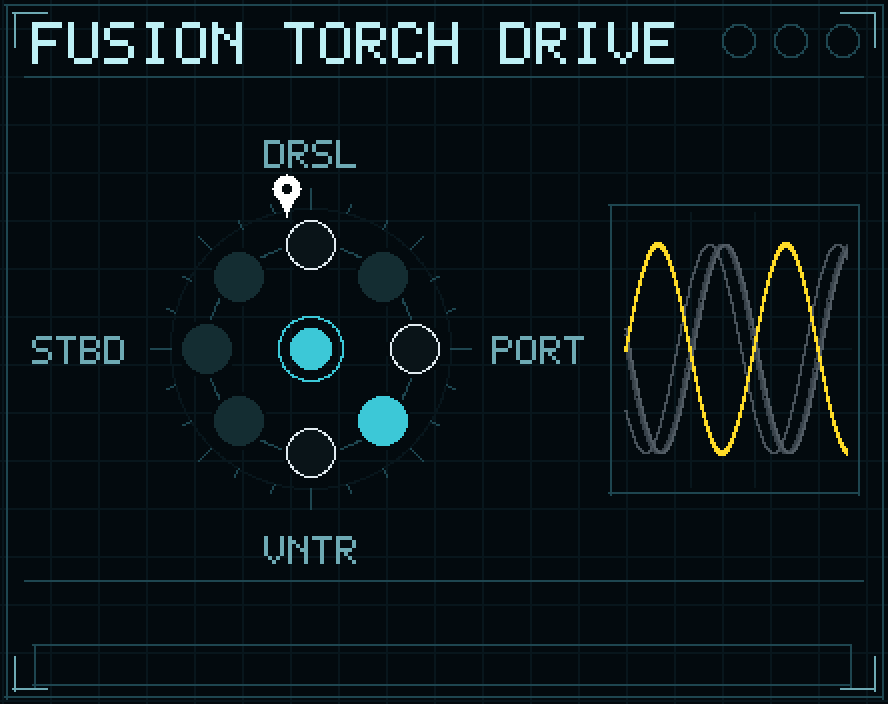 FUSION TORCH DRIVE
DRSL
STBD
PORT
VNTR